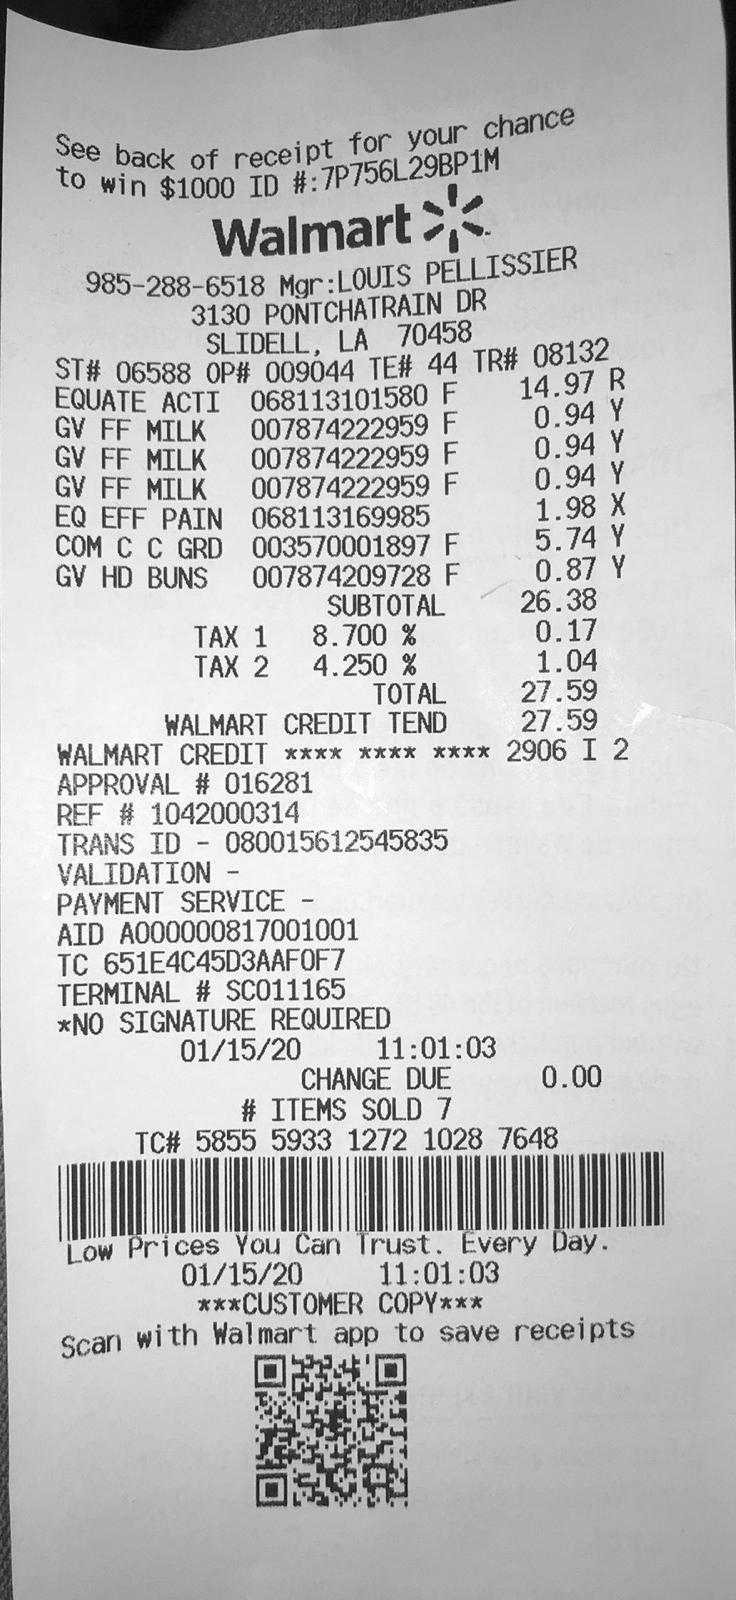 See back of receipt for your chance
to win $1000 ID #:7P756L29BP1M
Walmart
985-288-6518 Mgr:LOUIS PELLISSIER
3130 PONTCHATRAIN DR
SLIDELL, LA 70458
ST# 06588 OP# 009044 TE# 44 TR# 08132
EQUATE ACTI 068113101580 F 14.97 R
GV FF MILK 007874222959 F 0.94 Y
GV FF MILK 007874222959 F 0.94 Y
GV FF MILK 007874222959 F 0.94 Y
EQ EFF PAIN 068113169985 1.98 X
COM C C GRD 003570001897 F 5.74 Y
GV HD BUNS 007874209728 F 0.87 Y
SUBTOTAL 26.38
TAX 1 8.700 % 0.17
TAX 2 4.250 % 1.04
TOTAL 27.59
WALMART CREDIT TEND 27.59
WALMART CREDIT **** **** **** 2906 I 2
APPROVAL # 016281
REF # 1042000314
TRANS ID - 080015612545835
VALIDATION -
PAYMENT SERVICE -
AID A000000817001001
TC 651E4C45D3AAF0F7
TERMINAL # SC011165
*NO SIGNATURE REQUIRED
01/15/20 11:01:03
CHANGE DUE 0.00
# ITEMS SOLD 7
TC# 5855 5933 1272 1028 7648
Low Prices You Can Trust. Every Day.
01/15/20 11:01:03
***CUSTOMER COPY***
Scan with Walmart app to save receipts